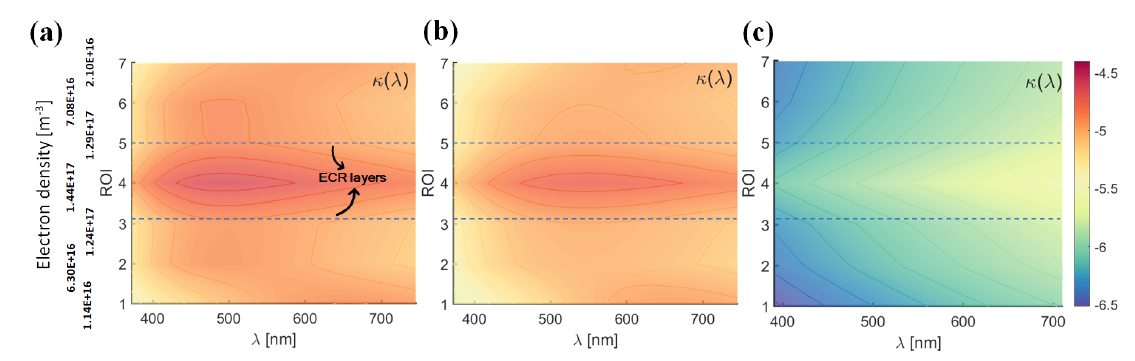 (a)
(b)
(c)
Electron density [m⁻³]
1.14E+16
6.30E+16
1.24E+17
1.44E+17
1.29E+17
7.08E+16
2.10E+16
ROI
7
6
5
4
3
2
1
κ(λ)
ECR layers
400
500
600
700
λ [nm]
ROI
7
6
5
4
3
2
1
κ(λ)
400
500
600
700
λ [nm]
ROI
7
6
5
4
3
2
1
κ(λ)
400
500
600
700
λ [nm]
-4.5
-5
-5.5
-6
-6.5